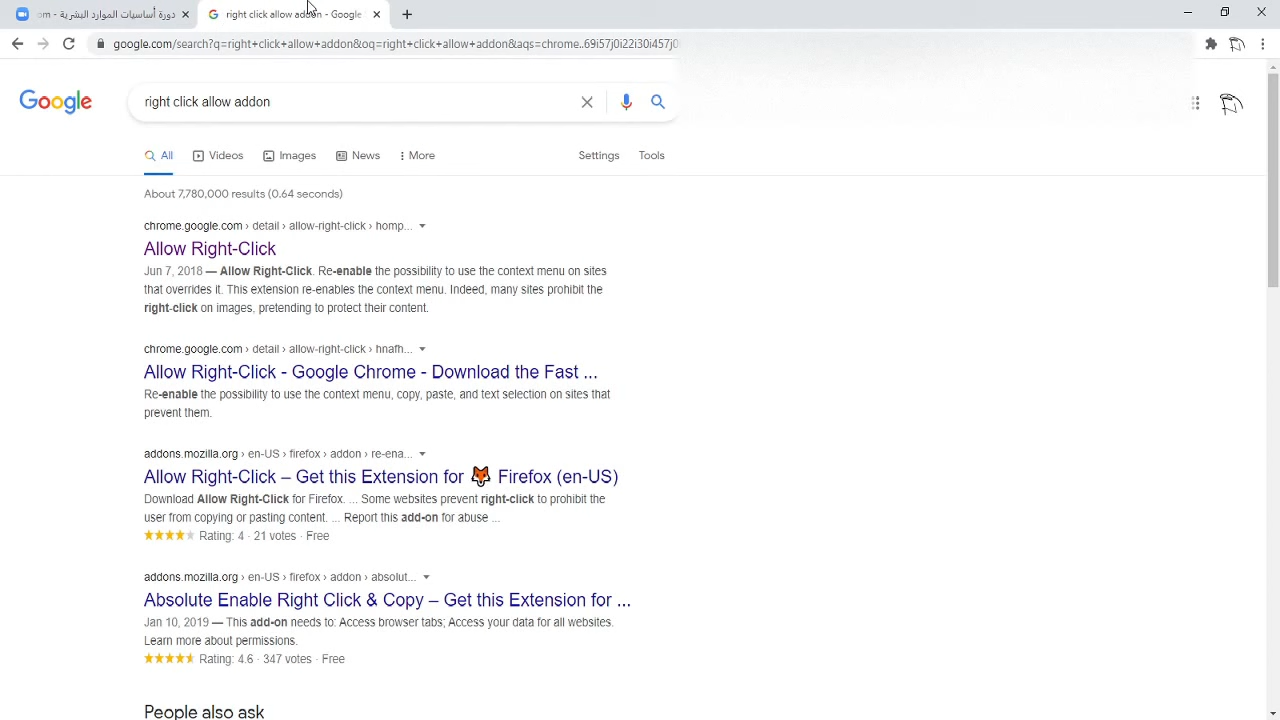 دورة أساسيات الموارد البشرية - om
right click allow addon - Google
google.com/search?q=right+click+allow+addon&oq=right+click+allow+addon&aqs=chrome..69i57j0i22i30i457j0
Google
right click allow addon
All Videos Images News More Settings Tools
About 7,780,000 results (0.64 seconds)
chrome.google.com › detail › allow-right-click › homp...
Allow Right-Click
Jun 7, 2018 — Allow Right-Click. Re-enable the possibility to use the context menu on sites
that overrides it. This extension re-enables the context menu. Indeed, many sites prohibit the
right-click on images, pretending to protect their content.
chrome.google.com › detail › allow-right-click › hnafh...
Allow Right-Click - Google Chrome - Download the Fast ...
Re-enable the possibility to use the context menu, copy, paste, and text selection on sites that
prevent them.
addons.mozilla.org › en-US › firefox › addon › re-ena...
Allow Right-Click – Get this Extension for 🦊 Firefox (en-US)
Download Allow Right-Click for Firefox. ... Some websites prevent right-click to prohibit the
user from copying or pasting content. ... Report this add-on for abuse ...
Rating: 4 · 21 votes · Free
addons.mozilla.org › en-US › firefox › addon › absolut...
Absolute Enable Right Click & Copy – Get this Extension for ...
Jan 10, 2019 — This add-on needs to: Access browser tabs; Access your data for all websites.
Learn more about permissions.
Rating: 4.6 · 347 votes · Free
People also ask